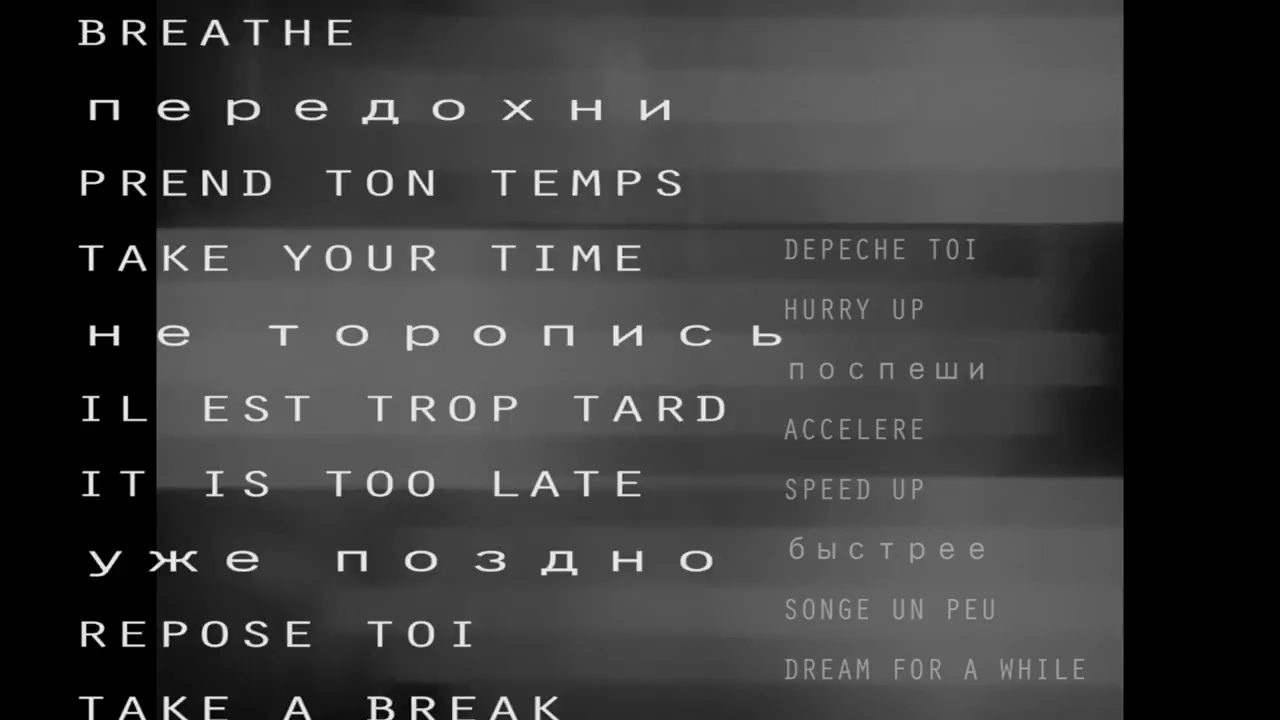 BREATHE
передохни
PREND TON TEMPS
TAKE YOUR TIME
не торопись
IL EST TROP TARD
IT IS TOO LATE
уже поздно
REPOSE TOI
TAKE A BREAK
DEPECHE TOI
HURRY UP
поспеши
ACCELERE
SPEED UP
быстрее
SONGE UN PEU
DREAM FOR A WHILE